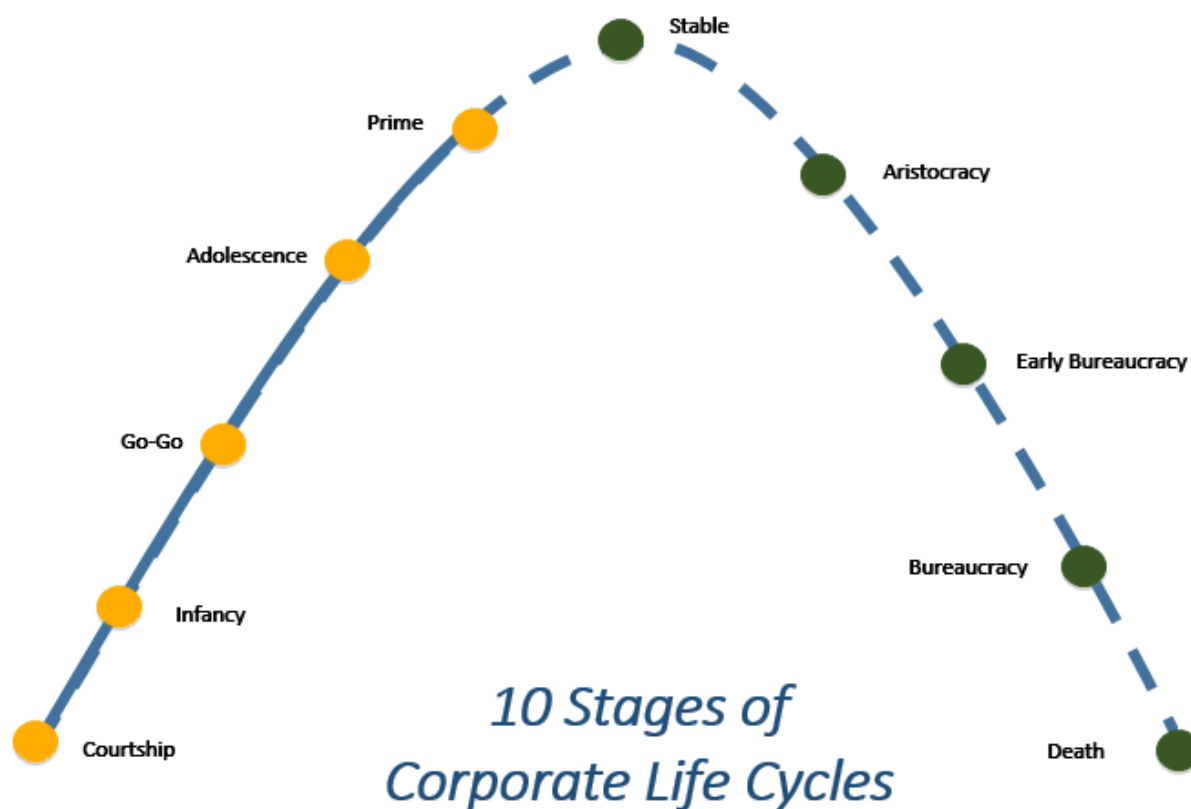 Stable
Prime
Aristocracy
Adolescence
Early Bureaucracy
Go-Go
Bureaucracy
Infancy
10 Stages of
Corporate Life Cycles
Courtship
Death